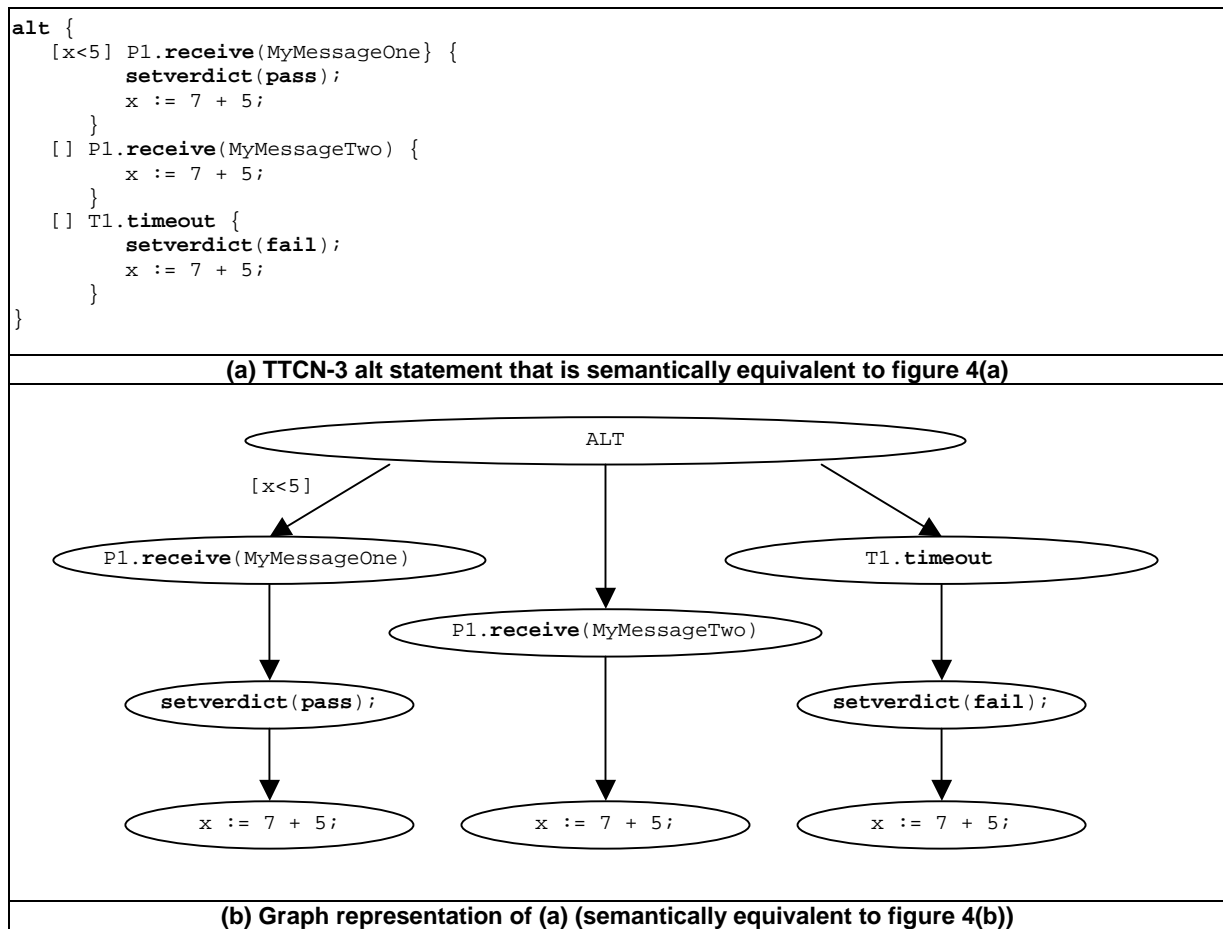 alt {
[x<5] P1.receive(MyMessageOne} {
setverdict(pass);
x := 7 + 5;
}
[] P1.receive(MyMessageTwo) {
x := 7 + 5;
}
[] T1.timeout {
setverdict(fail);
x := 7 + 5;
}
}
(a) TTCN-3 alt statement that is semantically equivalent to figure 4(a)
ALT
[x<5]
P1.receive(MyMessageOne)
T1.timeout
P1.receive(MyMessageTwo)
setverdict(pass);
setverdict(fail);
x := 7 + 5;
x := 7 + 5;
x := 7 + 5;
(b) Graph representation of (a) (semantically equivalent to figure 4(b))